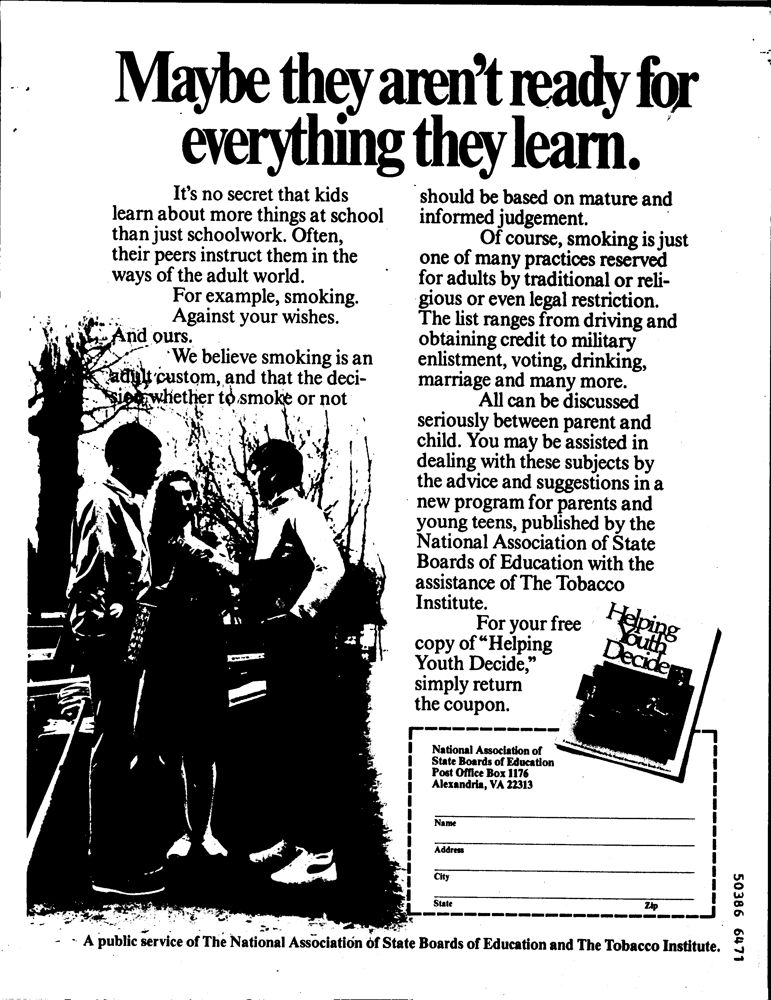 Maybe they aren't ready for
everything they learn.
It's no secret that kids
learn about more things at school
than just schoolwork. Often,
their peers instruct them in the
ways of the adult world.
For example, smoking.
Against your wishes.
And ours.
We believe smoking is an
adult custom, and that the deci-
sion whether to smoke or not
should be based on mature and
informed judgement.
Of course, smoking is just
one of many practices reserved
for adults by traditional or reli-
gious or even legal restriction.
The list ranges from driving and
obtaining credit to military
enlistment, voting, drinking,
marriage and many more.
All can be discussed
seriously between parent and
child. You may be assisted in
dealing with these subjects by
the advice and suggestions in a
new program for parents and
young teens, published by the
National Association of State
Boards of Education with the
assistance of The Tobacco
Institute.
For your free
copy of "Helping
Youth Decide,"
simply return
the coupon.
Helping
Youth
Decide
National Association of
State Boards of Education
Post Office Box 1176
Alexandria, VA 22313
Name
Address
City
State Zip
A public service of The National Association of State Boards of Education and The Tobacco Institute.
50386 6471